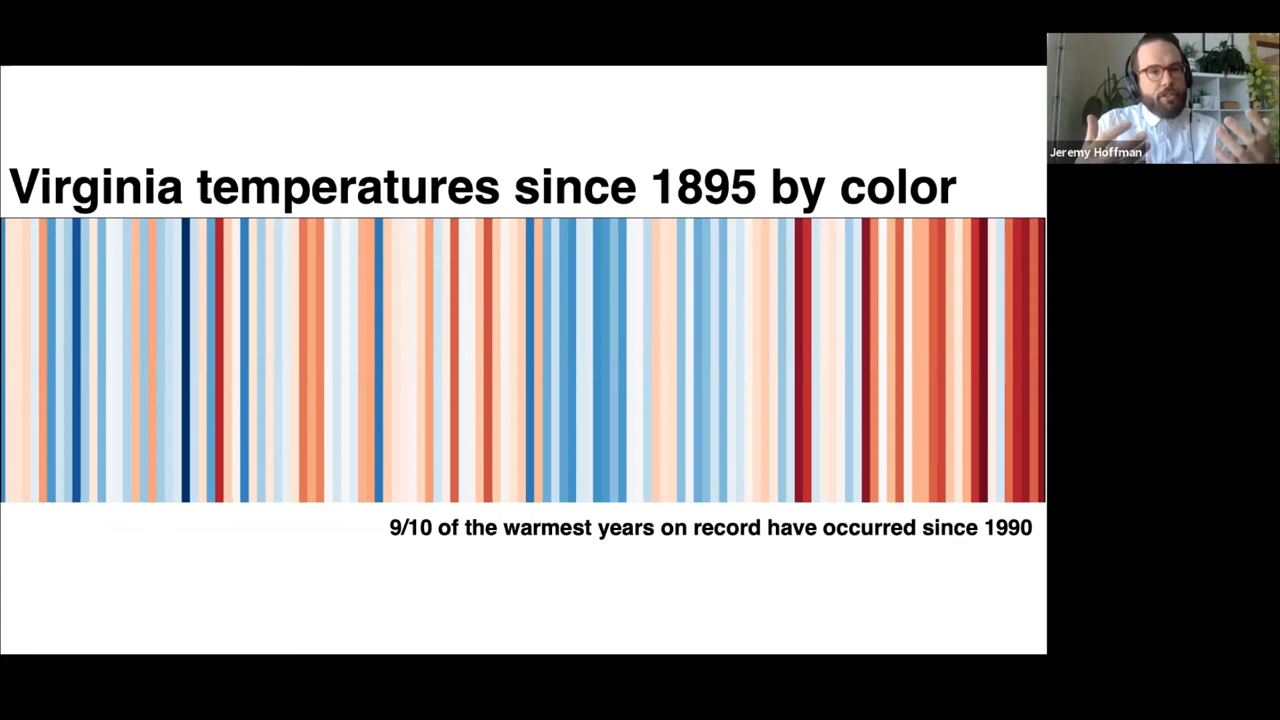 Virginia temperatures since 1895 by color
9/10 of the warmest years on record have occurred since 1990
Jeremy Hoffman